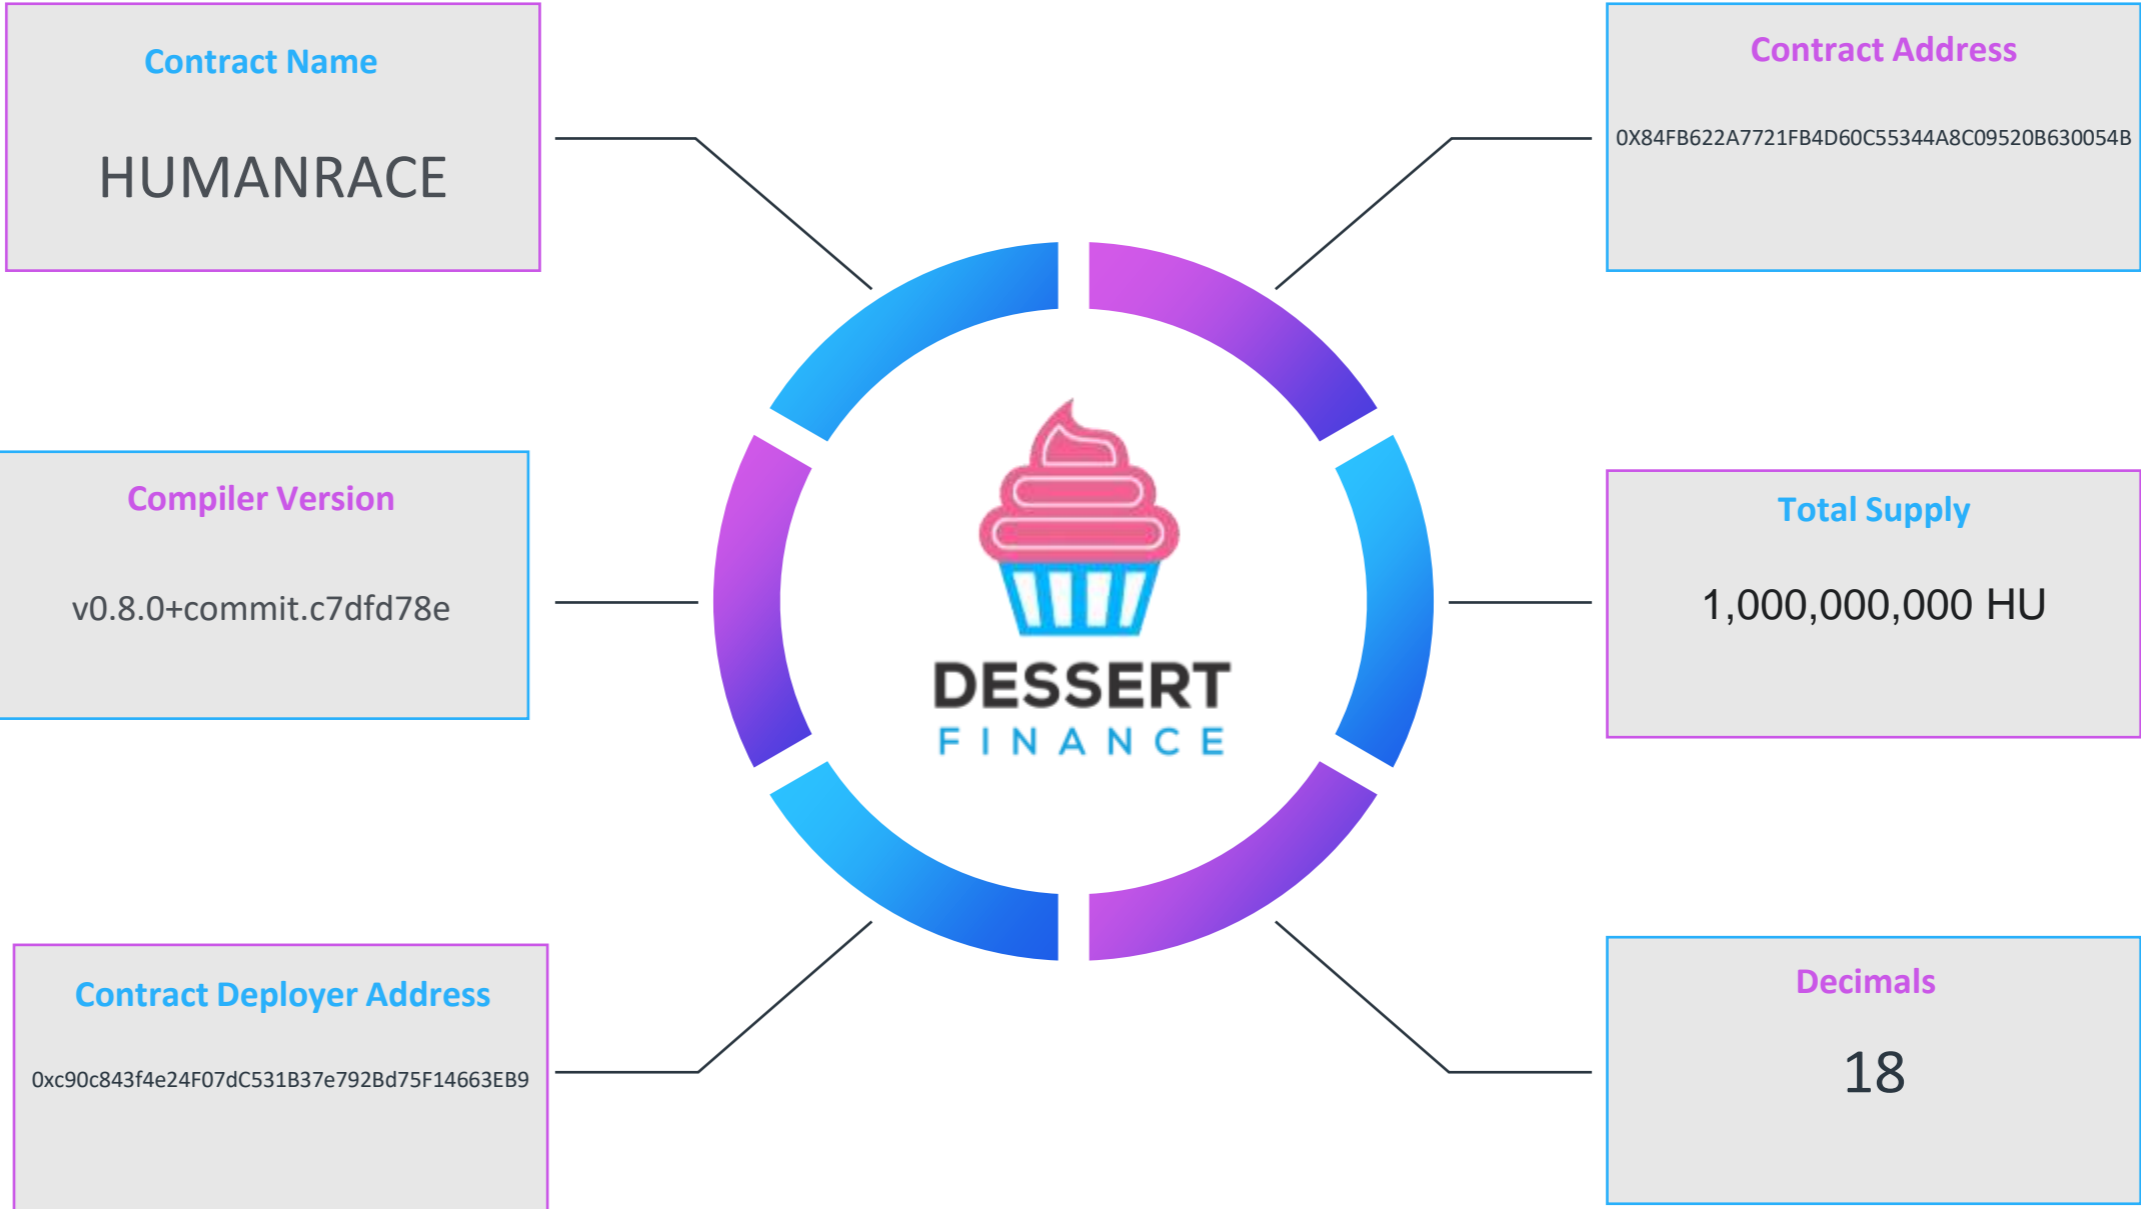 Contract Name
HUMANRACE
Contract Address
0X84FB622A7721FB4D60C55344A8C09520B630054B
Compiler Version
v0.8.0+commit.c7dfd78e
DESSERT
FINANCE
Total Supply
1,000,000,000 HU
Contract Deployer Address
0xc90c843f4e24F07dC531B37e792Bd75F14663EB9
Decimals
18